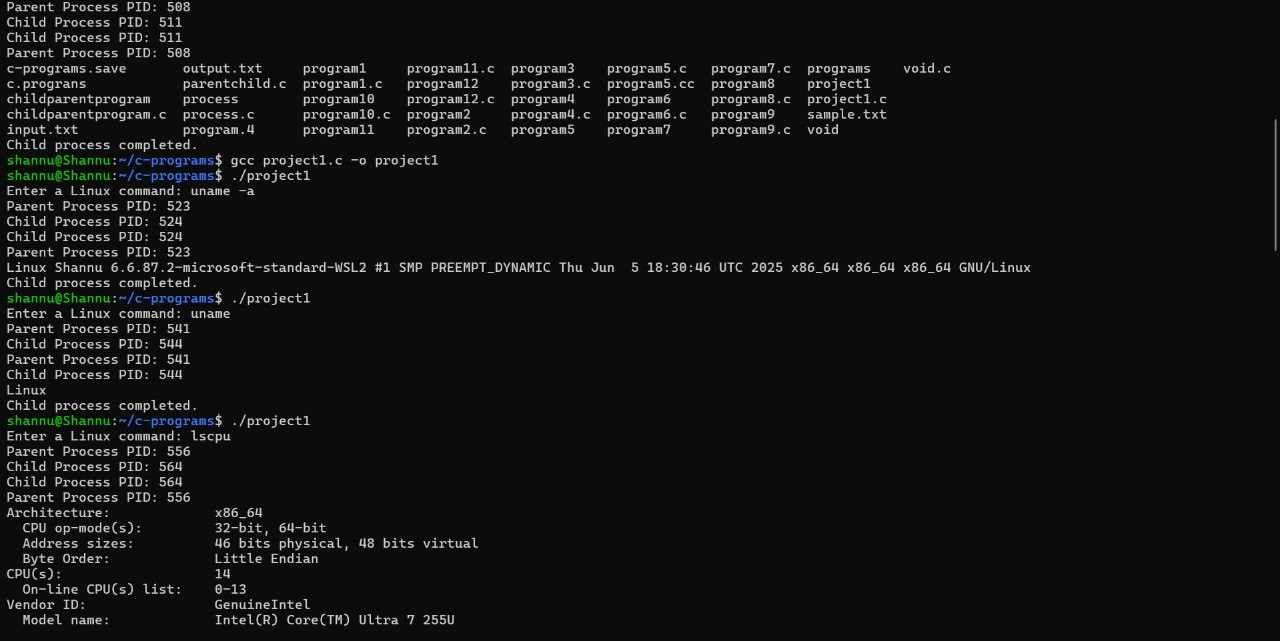 Parent Process PID: 508
Child Process PID: 511
Child Process PID: 511
Parent Process PID: 508
c-programs.save       output.txt     program1     program11.c  program3    program5.c   program7.c  programs    void.c
c.prograns            parentchild.c  program1.c   program12    program3.c  program5.cc  program8    project1
childparentprogram    process        program10    program12.c  program4    program6     program8.c  project1.c
childparentprogram.c  process.c      program10.c  program2     program4.c  program6.c   program9    sample.txt
input.txt             program.4      program11    program2.c   program5    program7     program9.c  void
Child process completed.
shannu@Shannu:~/c-programs$ gcc project1.c -o project1
shannu@Shannu:~/c-programs$ ./project1
Enter a Linux command: uname -a
Parent Process PID: 523
Child Process PID: 524
Child Process PID: 524
Parent Process PID: 523
Linux Shannu 6.6.87.2-microsoft-standard-WSL2 #1 SMP PREEMPT_DYNAMIC Thu Jun  5 18:30:46 UTC 2025 x86_64 x86_64 x86_64 GNU/Linux
Child process completed.
shannu@Shannu:~/c-programs$ ./project1
Enter a Linux command: uname
Parent Process PID: 541
Child Process PID: 544
Parent Process PID: 541
Child Process PID: 544
Linux
Child process completed.
shannu@Shannu:~/c-programs$ ./project1
Enter a Linux command: lscpu
Parent Process PID: 556
Child Process PID: 564
Child Process PID: 564
Parent Process PID: 556
Architecture:             x86_64
  CPU op-mode(s):         32-bit, 64-bit
  Address sizes:          46 bits physical, 48 bits virtual
  Byte Order:             Little Endian
CPU(s):                   14
  On-line CPU(s) list:    0-13
Vendor ID:                GenuineIntel
  Model name:             Intel(R) Core(TM) Ultra 7 255U